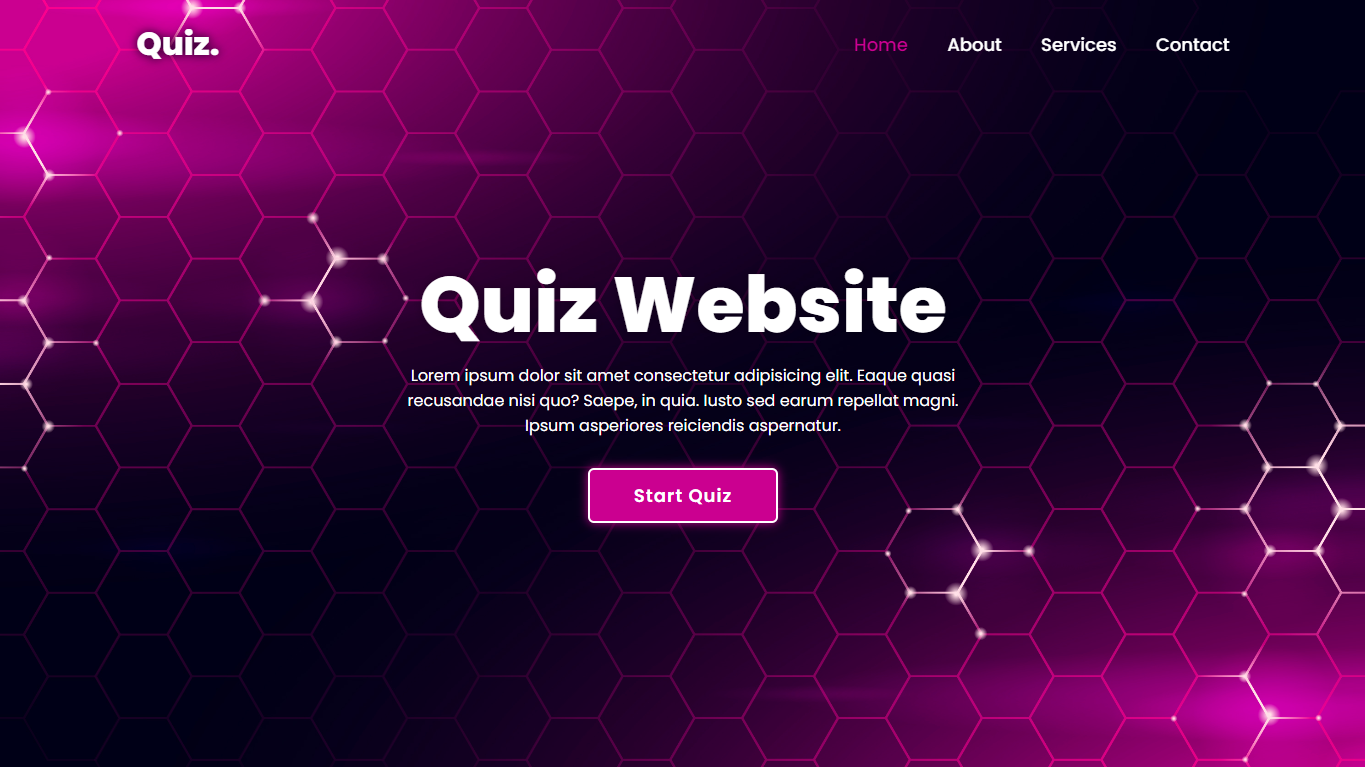 Quiz.
Home About Services Contact
Quiz Website
Lorem ipsum dolor sit amet consectetur adipisicing elit. Eaque quasi
recusandae nisi quo? Saepe, in quia. Iusto sed earum repellat magni.
Ipsum asperiores reiciendis aspernatur.
Start Quiz